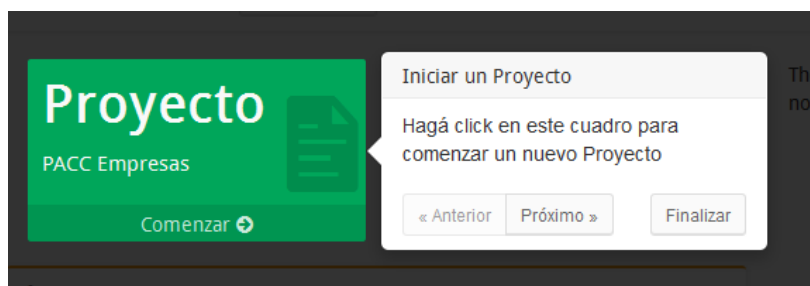 Proyecto
PACC Empresas
Comenzar
Iniciar un Proyecto
Hagá click en este cuadro para
comenzar un nuevo Proyecto
« Anterior
Próximo »
Finalizar